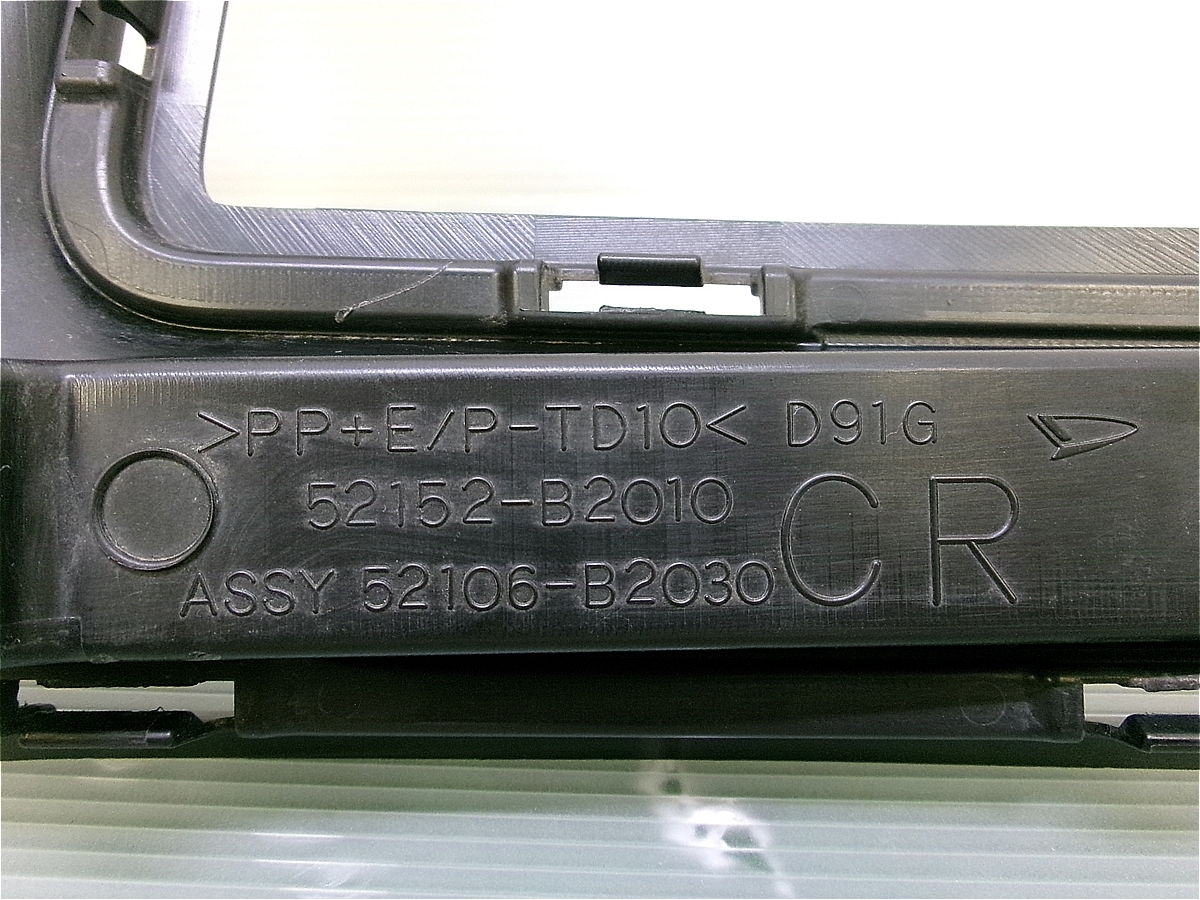 >PP+E/P-TD10< D91G
52152-B2010
ASSY 52106-B2030
CR